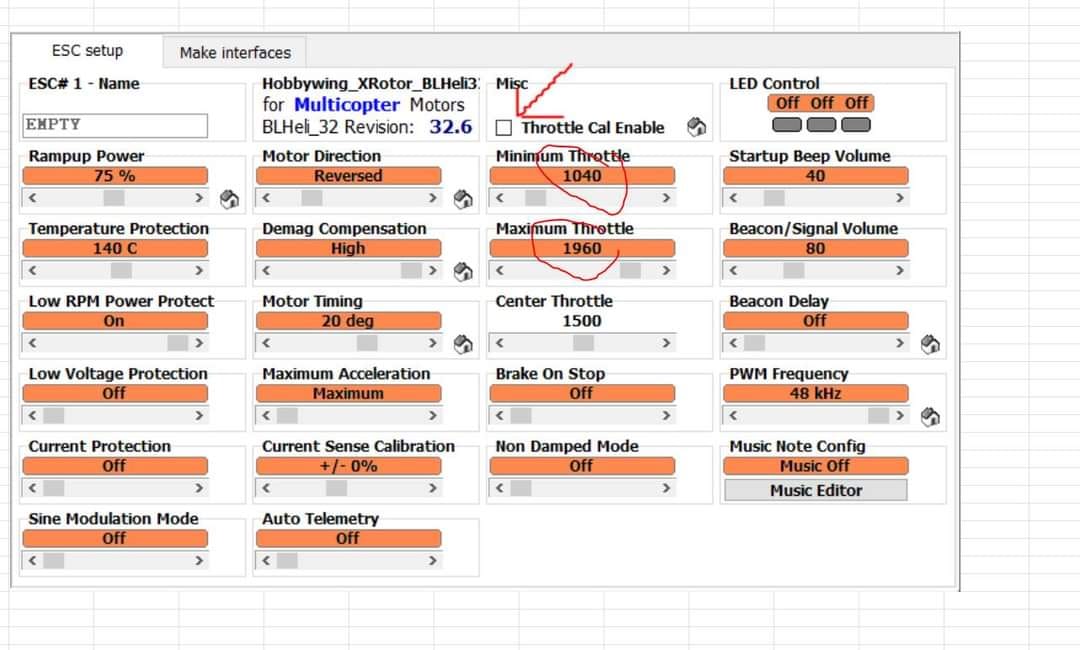 ESC setup
Make interfaces
ESC# 1 - Name
EMPTY
Hobbywing_XRotor_BLHeli3
for Multicopter Motors
BLHeli_32 Revision: 32.6
Misc
Throttle Cal Enable
LED Control
Off Off Off
Rampup Power
75 %
Motor Direction
Reversed
Minimum Throttle
1040
Startup Beep Volume
40
Temperature Protection
140 C
Demag Compensation
High
Maximum Throttle
1960
Beacon/Signal Volume
80
Low RPM Power Protect
On
Motor Timing
20 deg
Center Throttle
1500
Beacon Delay
Off
Low Voltage Protection
Off
Maximum Acceleration
Maximum
Brake On Stop
Off
PWM Frequency
48 kHz
Current Protection
Off
Current Sense Calibration
+/- 0%
Non Damped Mode
Off
Music Note Config
Music Off
Music Editor
Sine Modulation Mode
Off
Auto Telemetry
Off